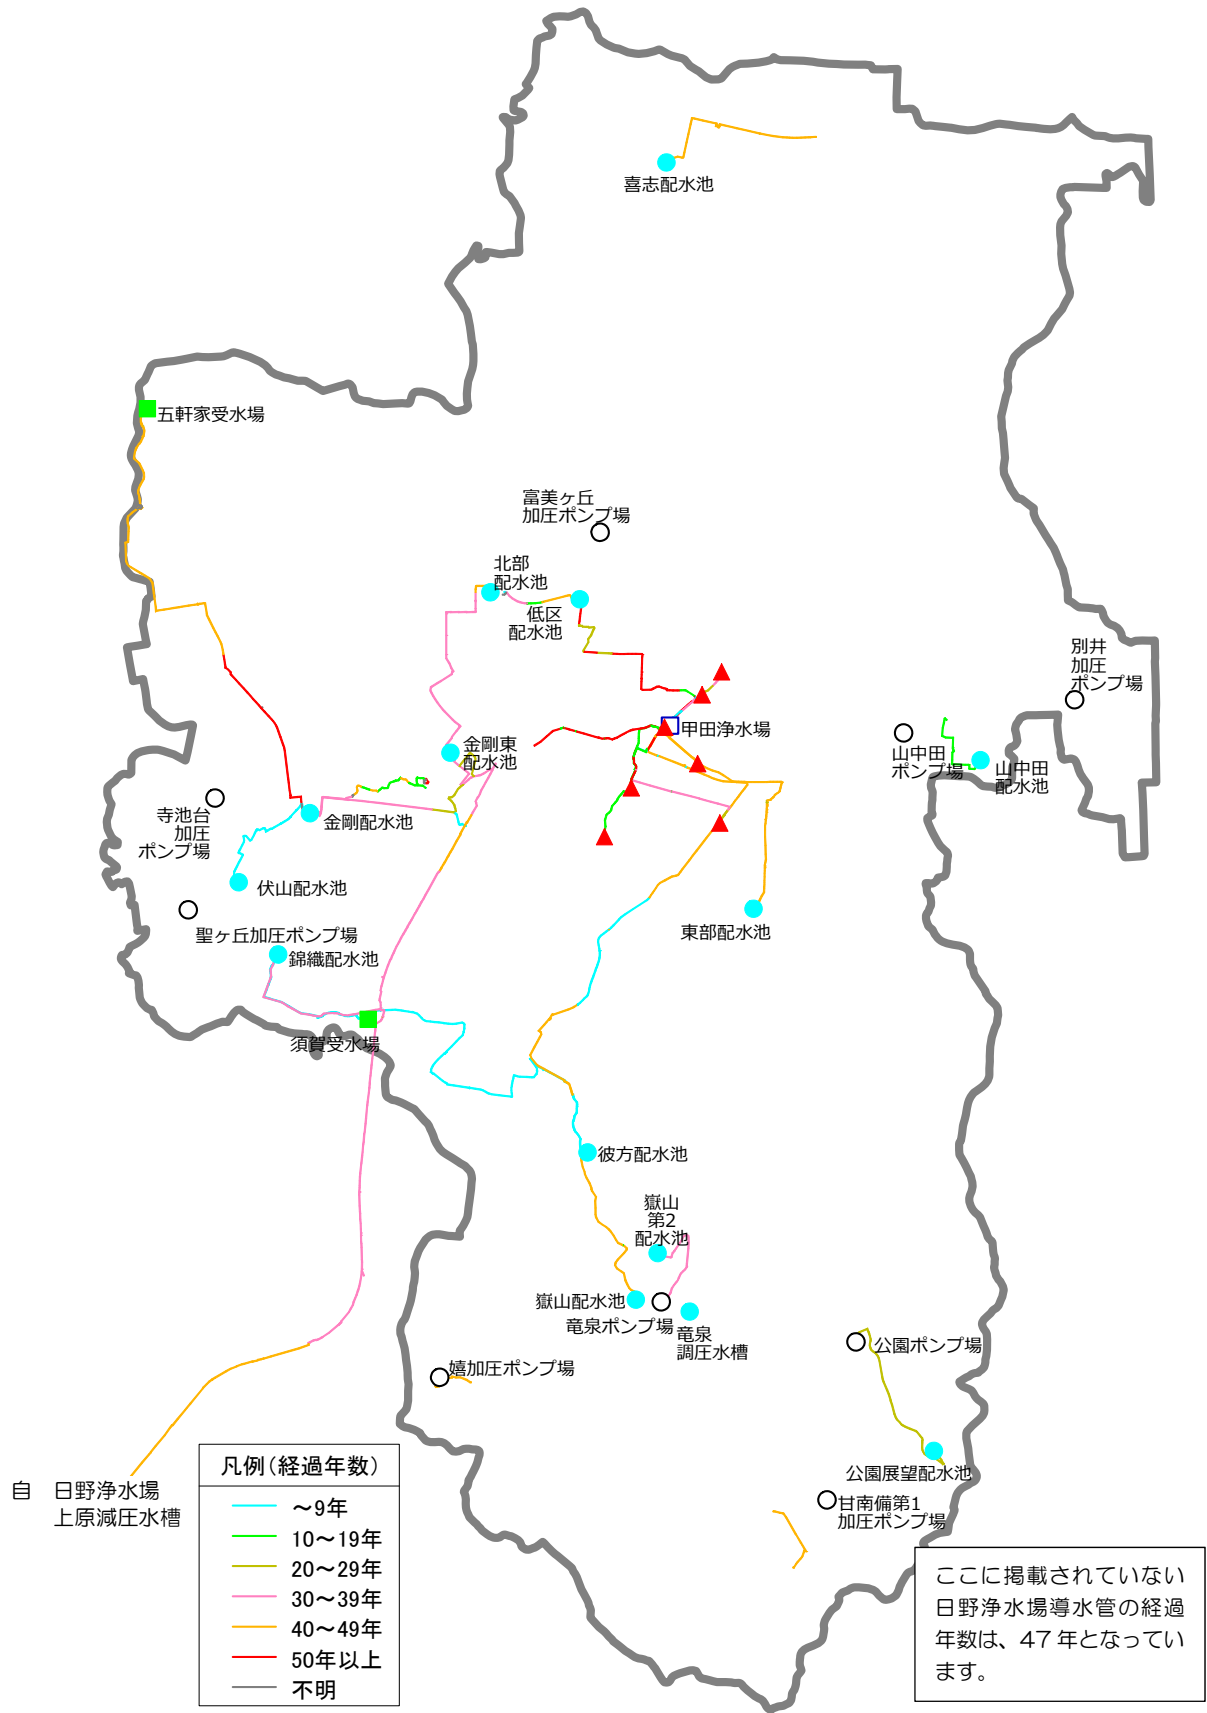 喜志配水池
五軒家受水場
富美ヶ丘
加圧ポンプ場
北部
配水池
低区
配水池
別井
加圧
ポンプ場
甲田浄水場
山中田
ポンプ場
山中田
配水池
金剛東
配水池
寺池台
加圧
ポンプ場
金剛配水池
伏山配水池
聖ヶ丘加圧ポンプ場
錦織配水池
東部配水池
須賀受水場
彼方配水池
嶽山
第2
配水池
嶽山配水池
竜泉ポンプ場
竜泉
調圧水槽
公園ポンプ場
嬉加圧ポンプ場
公園展望配水池
甘南備第1
加圧ポンプ場
自 日野浄水場
上原減圧水槽
凡例(経過年数)
～9年
10～19年
20～29年
30～39年
40～49年
50年以上
不明
ここに掲載されていない
日野浄水場導水管の経過
年数は、47年となってい
ます。